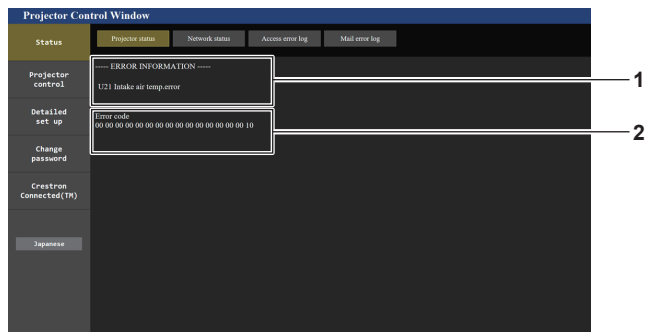 Projector Control Window
Status
Projector status
Network status
Access error log
Mail error log
Projector
control
Detailed
set up
Change
password
Crestron
Connected(TM)
Japanese
----- ERROR INFORMATION -----
U21 Intake air temp.error
Error code
00 00 00 00 00 00 00 00 00 00 00 00 00 00 00 10
1
2